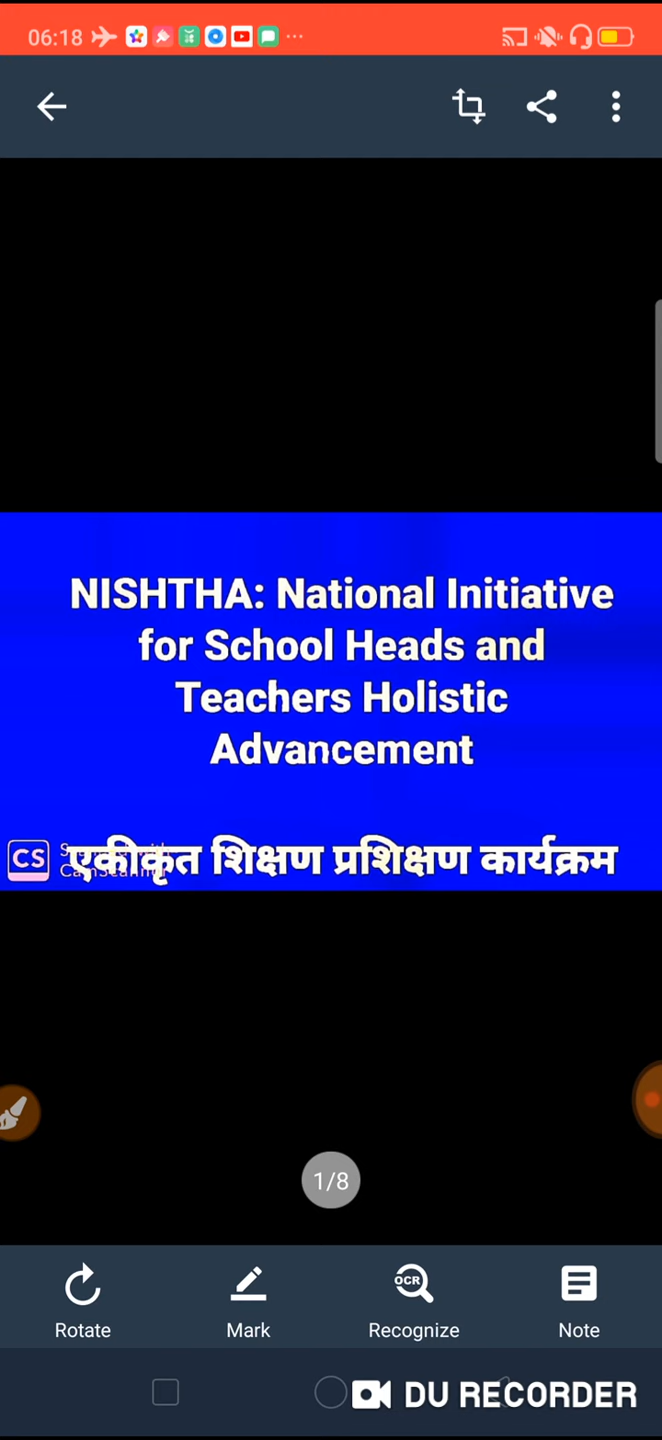 06:18
NISHTHA: National Initiative
for School Heads and
Teachers Holistic
Advancement
एकीकृत शिक्षण प्रशिक्षण कार्यक्रम
CS
CamScanner
1/8
OCR
Rotate
Mark
Recognize
Note
DU RECORDER